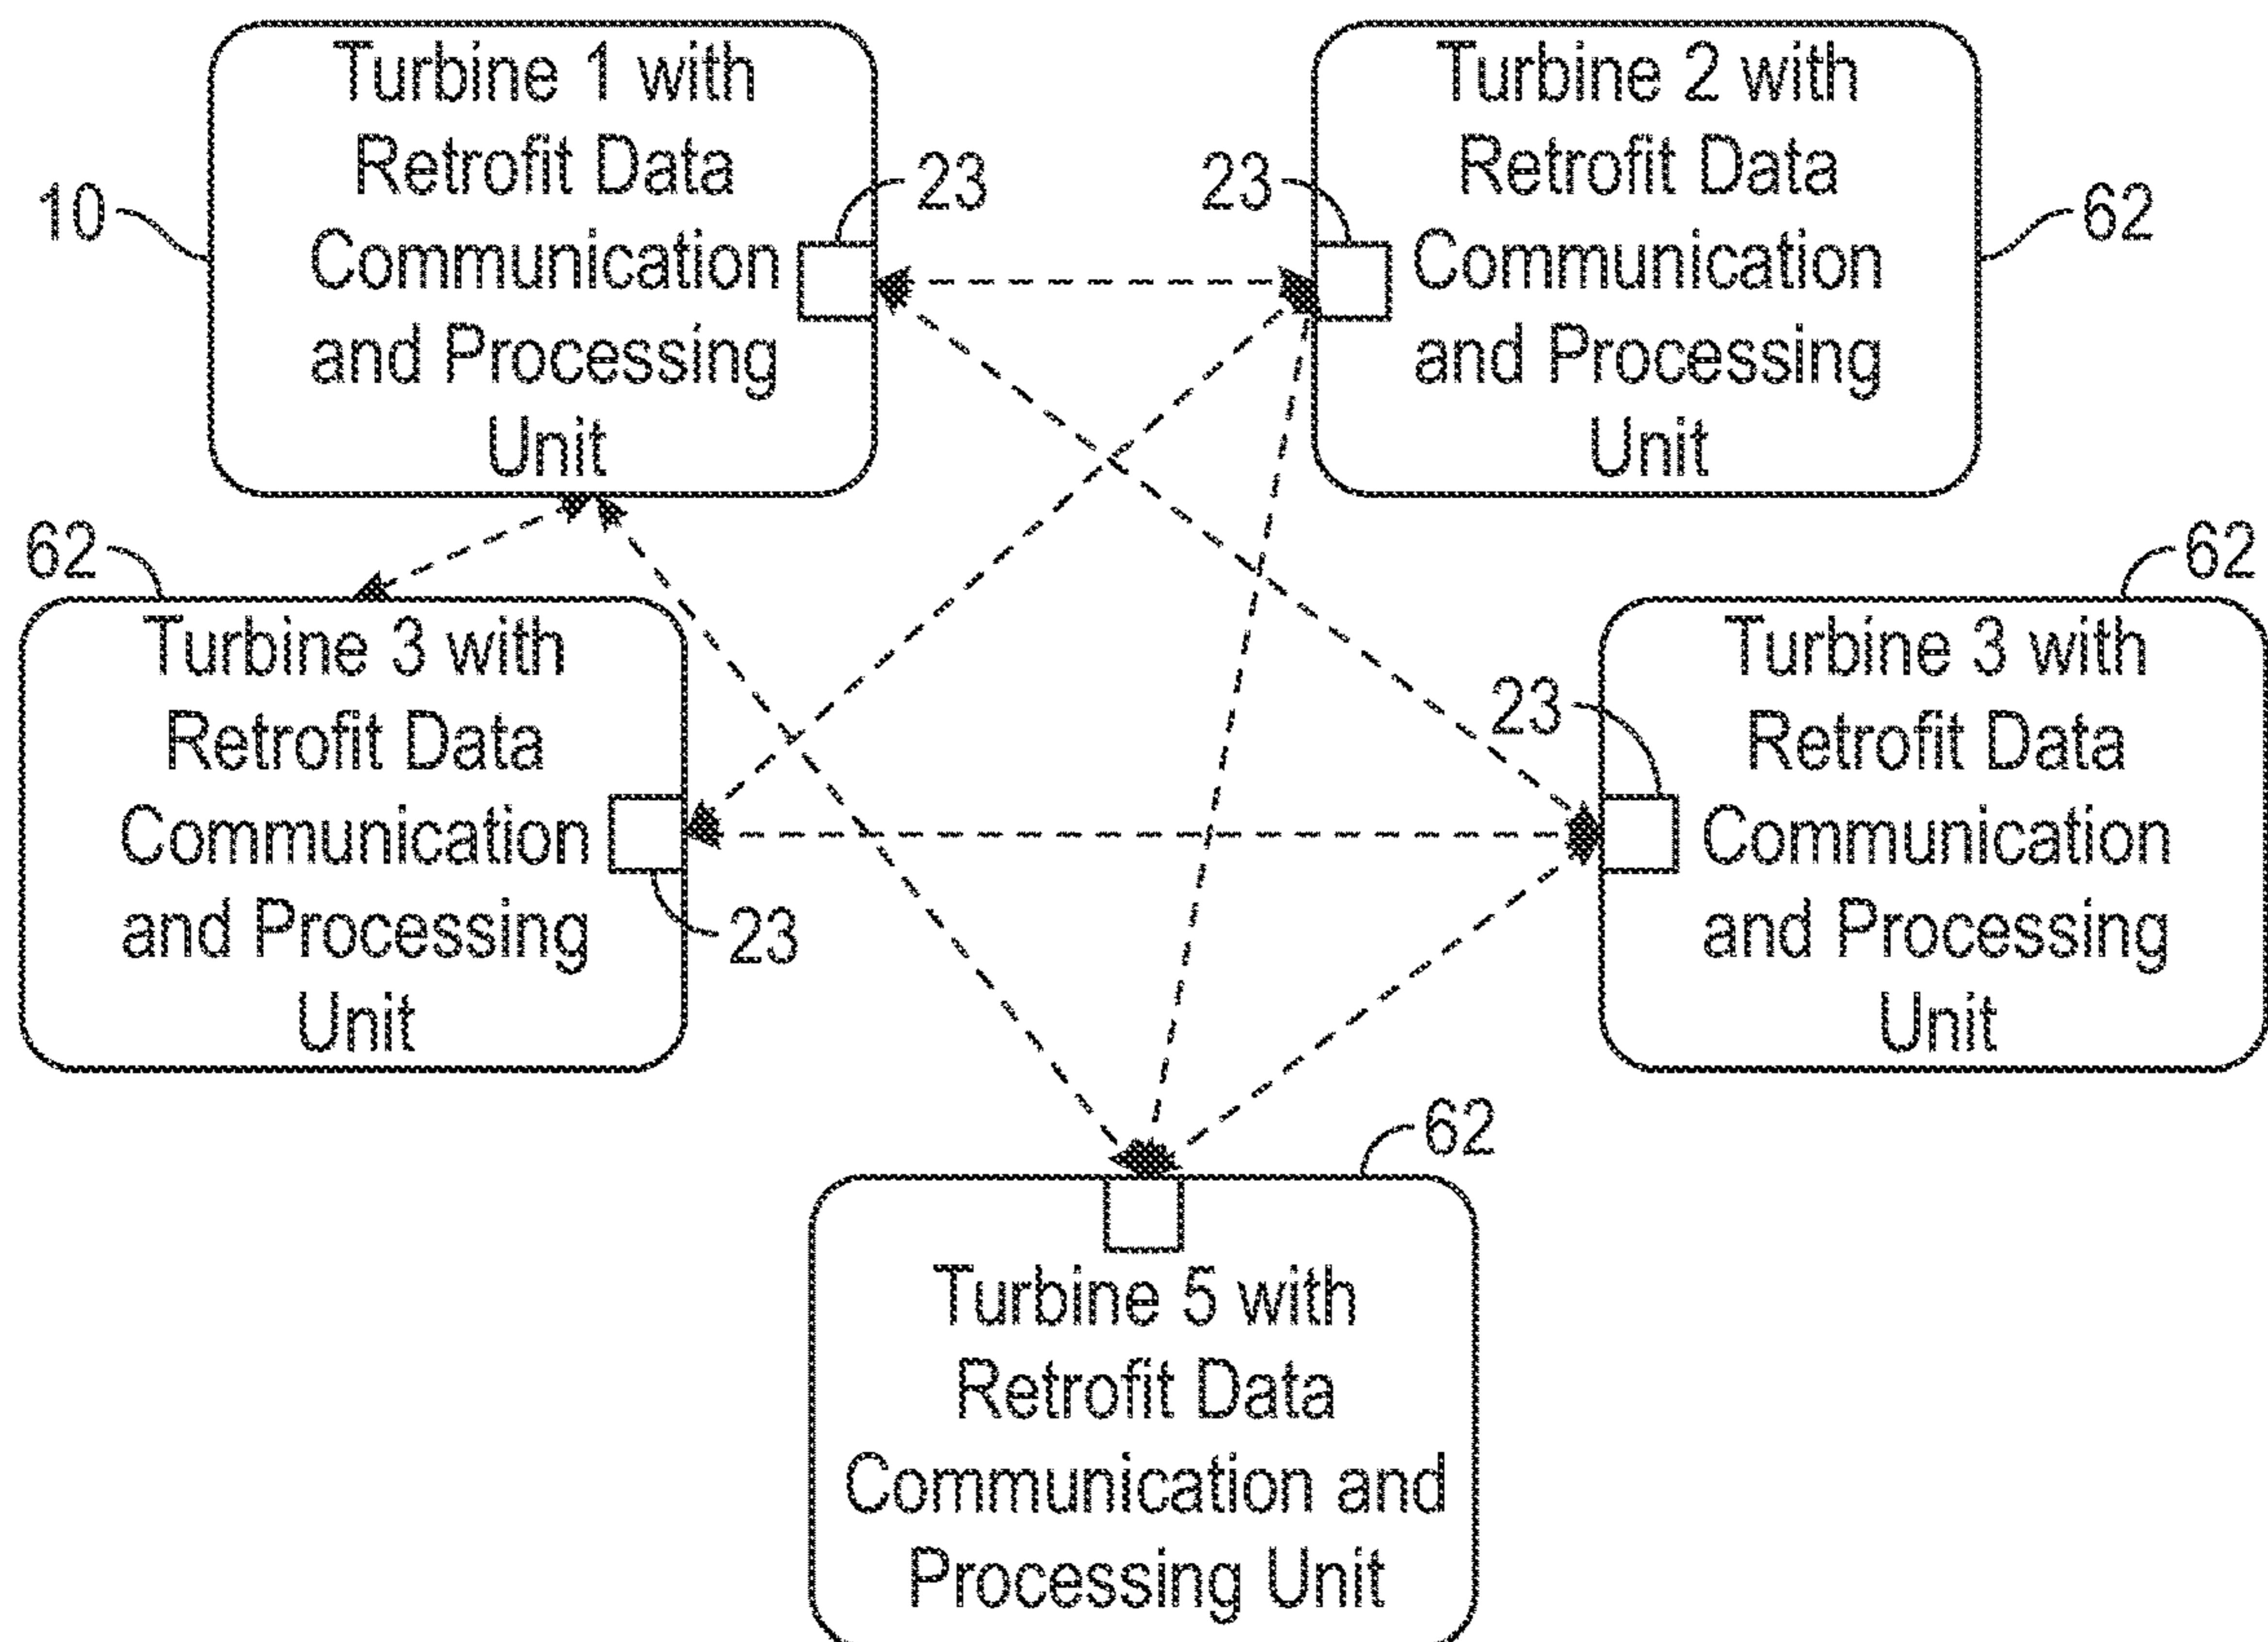 Turbine 1 with
Retrofit Data
Communication
and Processing
Unit
10
23
Turbine 2 with
Retrofit Data
Communication
and Processing
Unit
23
62
62
Turbine 3 with
Retrofit Data
Communication
and Processing
Unit
23
62
Turbine 3 with
Retrofit Data
Communication
and Processing
Unit
23
62
Turbine 5 with
Retrofit Data
Communication and
Processing Unit